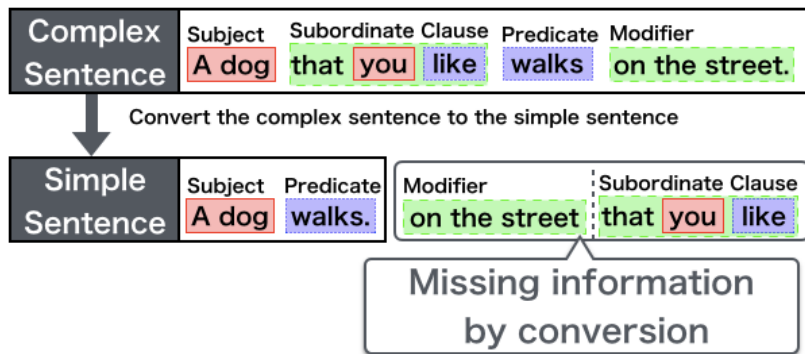 Complex Sentence
Subject Subordinate Clause Predicate Modifier
A dog that you like walks on the street.
Convert the complex sentence to the simple sentence
Simple Sentence
Subject Predicate Modifier Subordinate Clause
A dog walks. on the street that you like
Missing information
by conversion